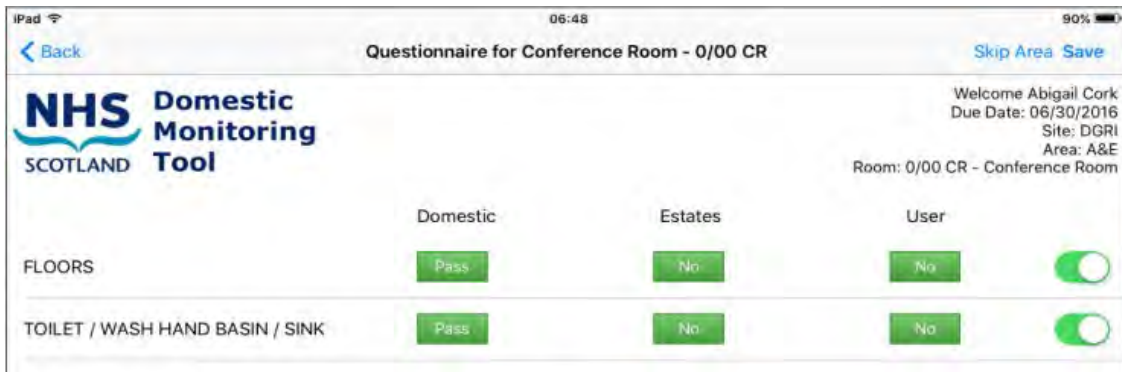 iPad 06:48 90%
Back Questionnaire for Conference Room - 0/00 CR Skip Area Save
NHS
SCOTLAND
Domestic
Monitoring
Tool
Welcome Abigail Cork
Due Date: 06/30/2016
Site: DGRI
Area: A&E
Room: 0/00 CR - Conference Room
Domestic Estates User
FLOORS Pass No No
TOILET / WASH HAND BASIN / SINK Pass No No